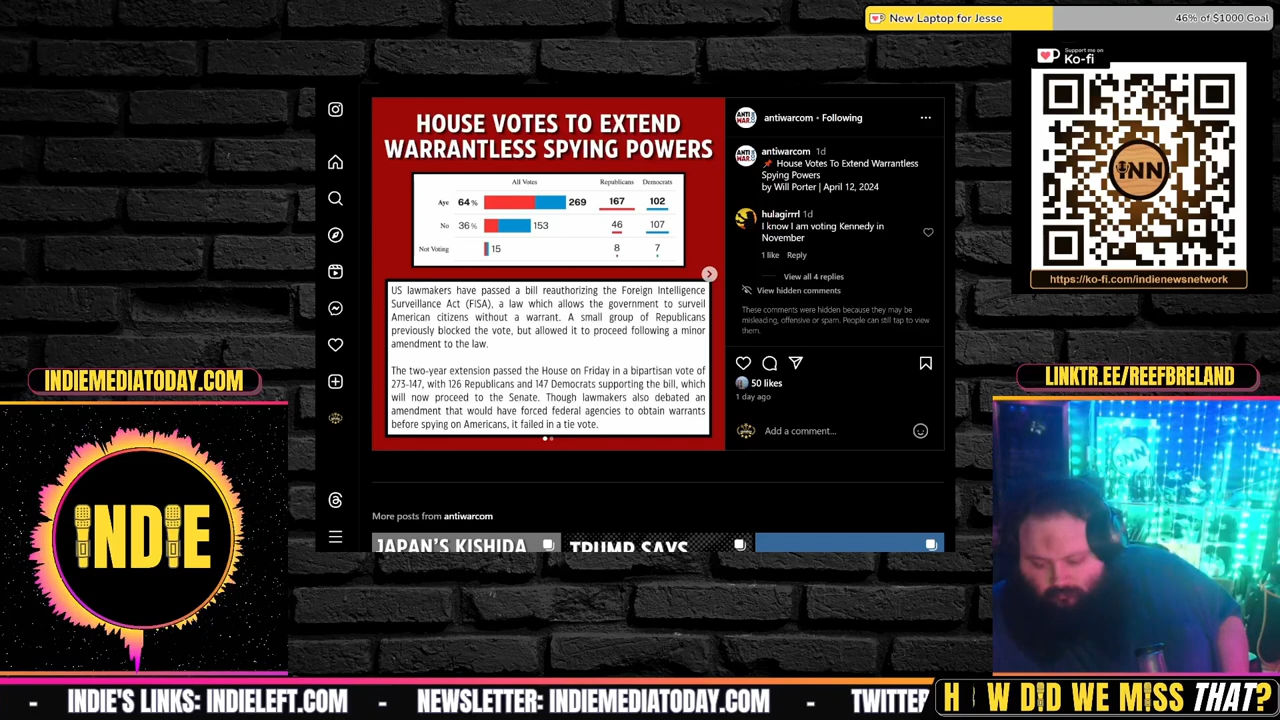 New Laptop for Jesse
46% of $1000 Goal
Support me on
Ko-fi
INN
https://ko-fi.com/indienewsnetwork
HOUSE VOTES TO EXTEND
WARRANTLESS SPYING POWERS
All Votes Republicans Democrats
Aye 64% 269 167 102
No 36% 153 46 107
Not Voting 15 8 7
US lawmakers have passed a bill reauthorizing the Foreign Intelligence
Surveillance Act (FISA), a law which allows the government to surveil
American citizens without a warrant. A small group of Republicans
previously blocked the vote, but allowed it to proceed following a minor
amendment to the law.
The two-year extension passed the House on Friday in a bipartisan vote of
273-147, with 126 Republicans and 147 Democrats supporting the bill, which
will now proceed to the Senate. Though lawmakers also debated an
amendment that would have forced federal agencies to obtain warrants
before spying on Americans, it failed in a tie vote.
ANTI WAR
antiwarcom • Following
ANTI WAR
antiwarcom 1d
📌 House Votes To Extend Warrantless
Spying Powers
by Will Porter | April 12, 2024
hulagirrrl 1d
I know I am voting Kennedy in
November
1 like Reply
View all 4 replies
View hidden comments
These comments were hidden because they may be
misleading, offensive or spam. People can still tap to view
them.
50 likes
1 day ago
Add a comment...
More posts from antiwarcom
JAPAN'S KISHIDA
TRUMP SAYS
INDIEMEDIATODAY.COM
INDIE
LINKTR.EE/REEFBRELAND
- INDIE'S LINKS: INDIELEFT.COM - NEWSLETTER: INDIEMEDIATODAY.COM - TWITTER
HOW DID WE MISS THAT?